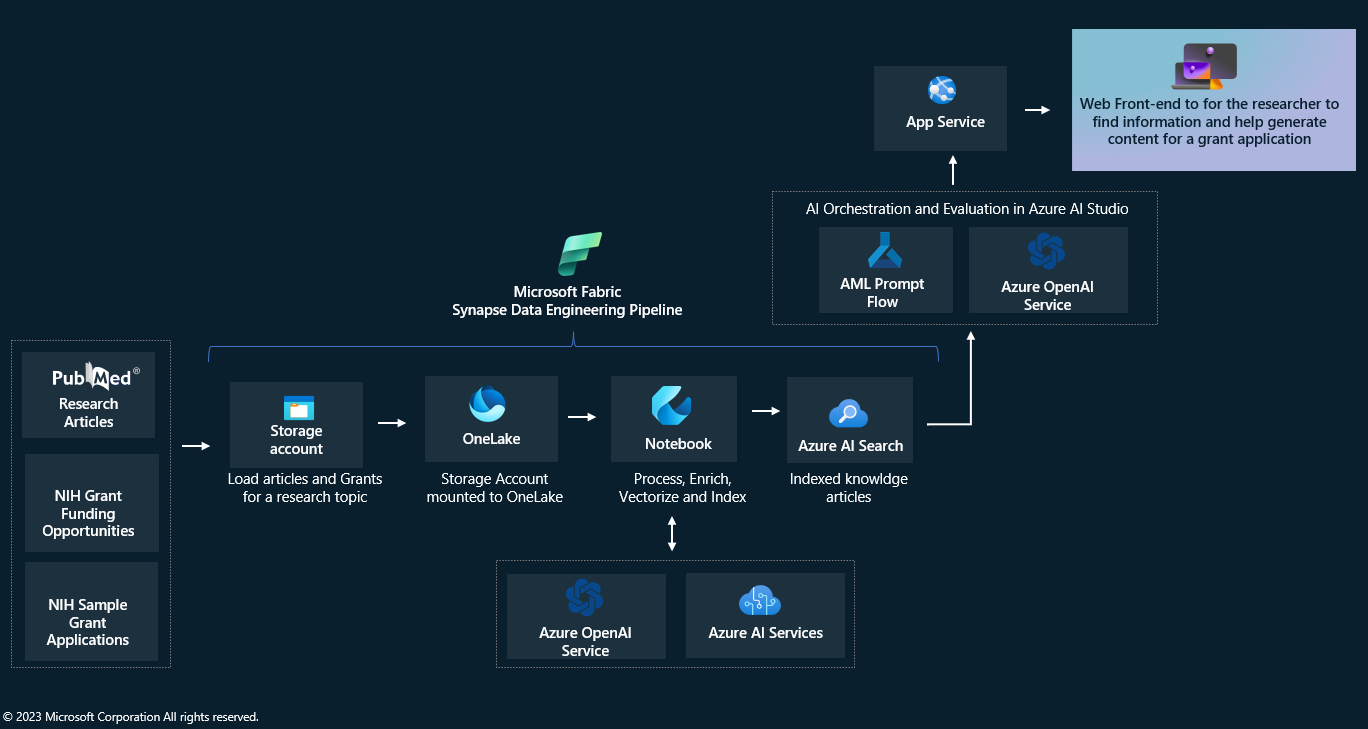 App Service
Web Front-end to for the researcher to
find information and help generate
content for a grant application
AI Orchestration and Evaluation in Azure AI Studio
AML Prompt
Flow
Azure OpenAI
Service
Microsoft Fabric
Synapse Data Engineering Pipeline
PubMed®
Research
Articles
NIH Grant
Funding
Opportunities
NIH Sample
Grant
Applications
Storage
account
Load articles and Grants
for a research topic
OneLake
Storage Account
mounted to OneLake
Notebook
Process, Enrich,
Vectorize and Index
Azure AI Search
Indexed knowldge
articles
Azure OpenAI
Service
Azure AI Services
© 2023 Microsoft Corporation All rights reserved.